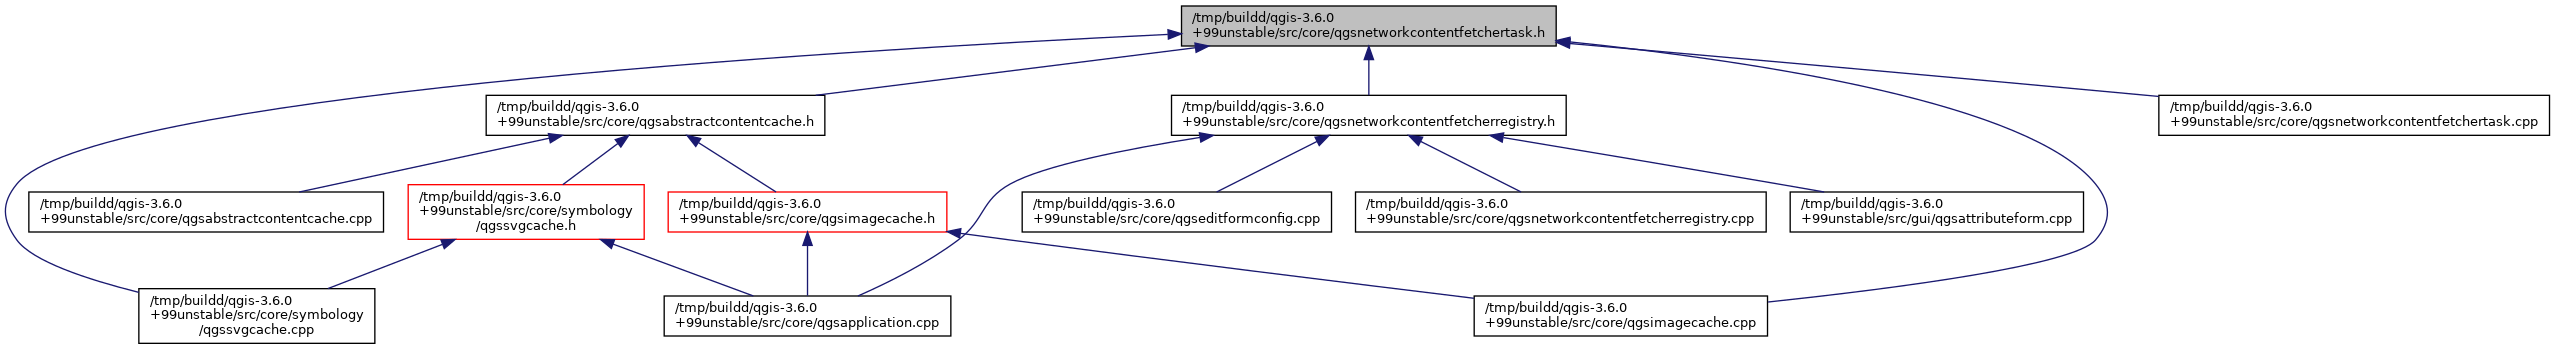 /tmp/buildd/qgis-3.6.0
+99unstable/src/core/qgsnetworkcontentfetchertask.h
/tmp/buildd/qgis-3.6.0
+99unstable/src/core/qgsabstractcontentcache.h
/tmp/buildd/qgis-3.6.0
+99unstable/src/core/qgsnetworkcontentfetcherregistry.h
/tmp/buildd/qgis-3.6.0
+99unstable/src/core/qgsnetworkcontentfetchertask.cpp
/tmp/buildd/qgis-3.6.0
+99unstable/src/core/qgsabstractcontentcache.cpp
/tmp/buildd/qgis-3.6.0
+99unstable/src/core/symbology
/qgssvgcache.h
/tmp/buildd/qgis-3.6.0
+99unstable/src/core/qgsimagecache.h
/tmp/buildd/qgis-3.6.0
+99unstable/src/core/qgseditformconfig.cpp
/tmp/buildd/qgis-3.6.0
+99unstable/src/core/qgsnetworkcontentfetcherregistry.cpp
/tmp/buildd/qgis-3.6.0
+99unstable/src/gui/qgsattributeform.cpp
/tmp/buildd/qgis-3.6.0
+99unstable/src/core/symbology
/qgssvgcache.cpp
/tmp/buildd/qgis-3.6.0
+99unstable/src/core/qgsapplication.cpp
/tmp/buildd/qgis-3.6.0
+99unstable/src/core/qgsimagecache.cpp